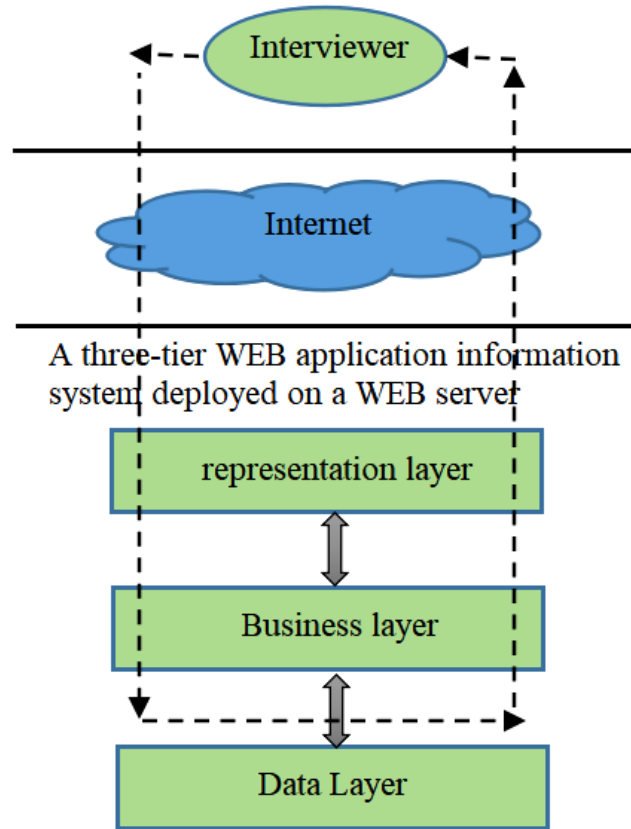 Interviewer
Internet
A three-tier WEB application information
system deployed on a WEB server
representation layer
Business layer
Data Layer